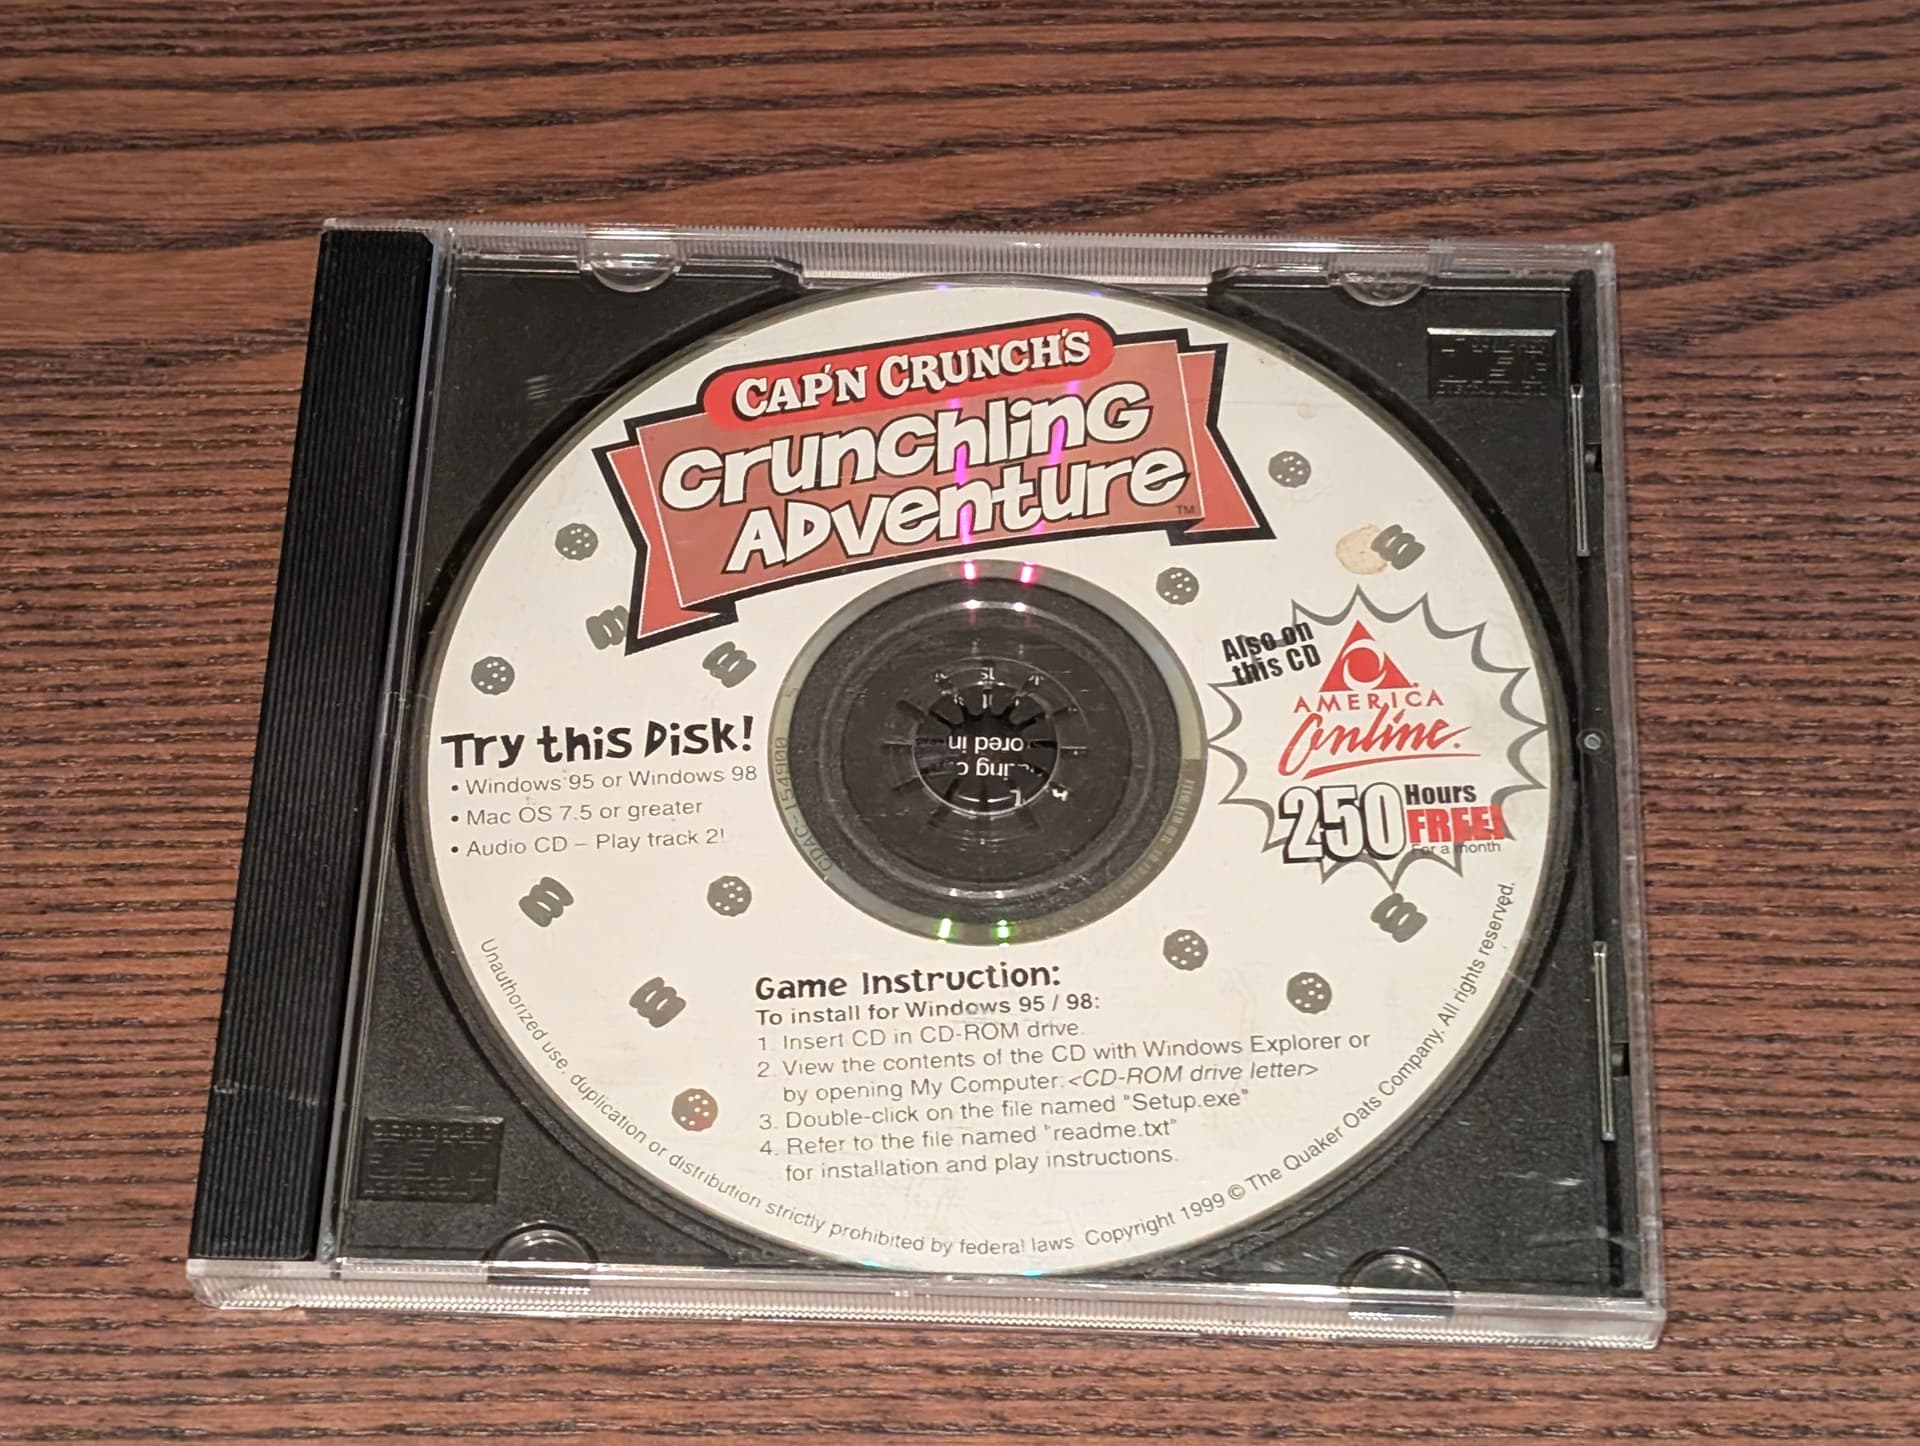 CAP'N CRUNCH'S
Crunchling
Adventure
TM
Also on
this CD
AMERICA
Online.
250 Hours
FREE!
For a month
Try this Disk!
• Windows 95 or Windows 98
• Mac OS 7.5 or greater
• Audio CD – Play track 2!
ored in
Game Instruction:
To install for Windows 95 / 98:
1. Insert CD in CD-ROM drive.
2. View the contents of the CD with Windows Explorer or
by opening My Computer:<CD-ROM drive letter>
3. Double-click on the file named "Setup.exe"
4. Refer to the file named "readme.txt"
for installation and play instructions.
Unauthorized use, duplication or distribution strictly prohibited by federal laws. Copyright 1999 © The Quaker Oats Company. All rights reserved.